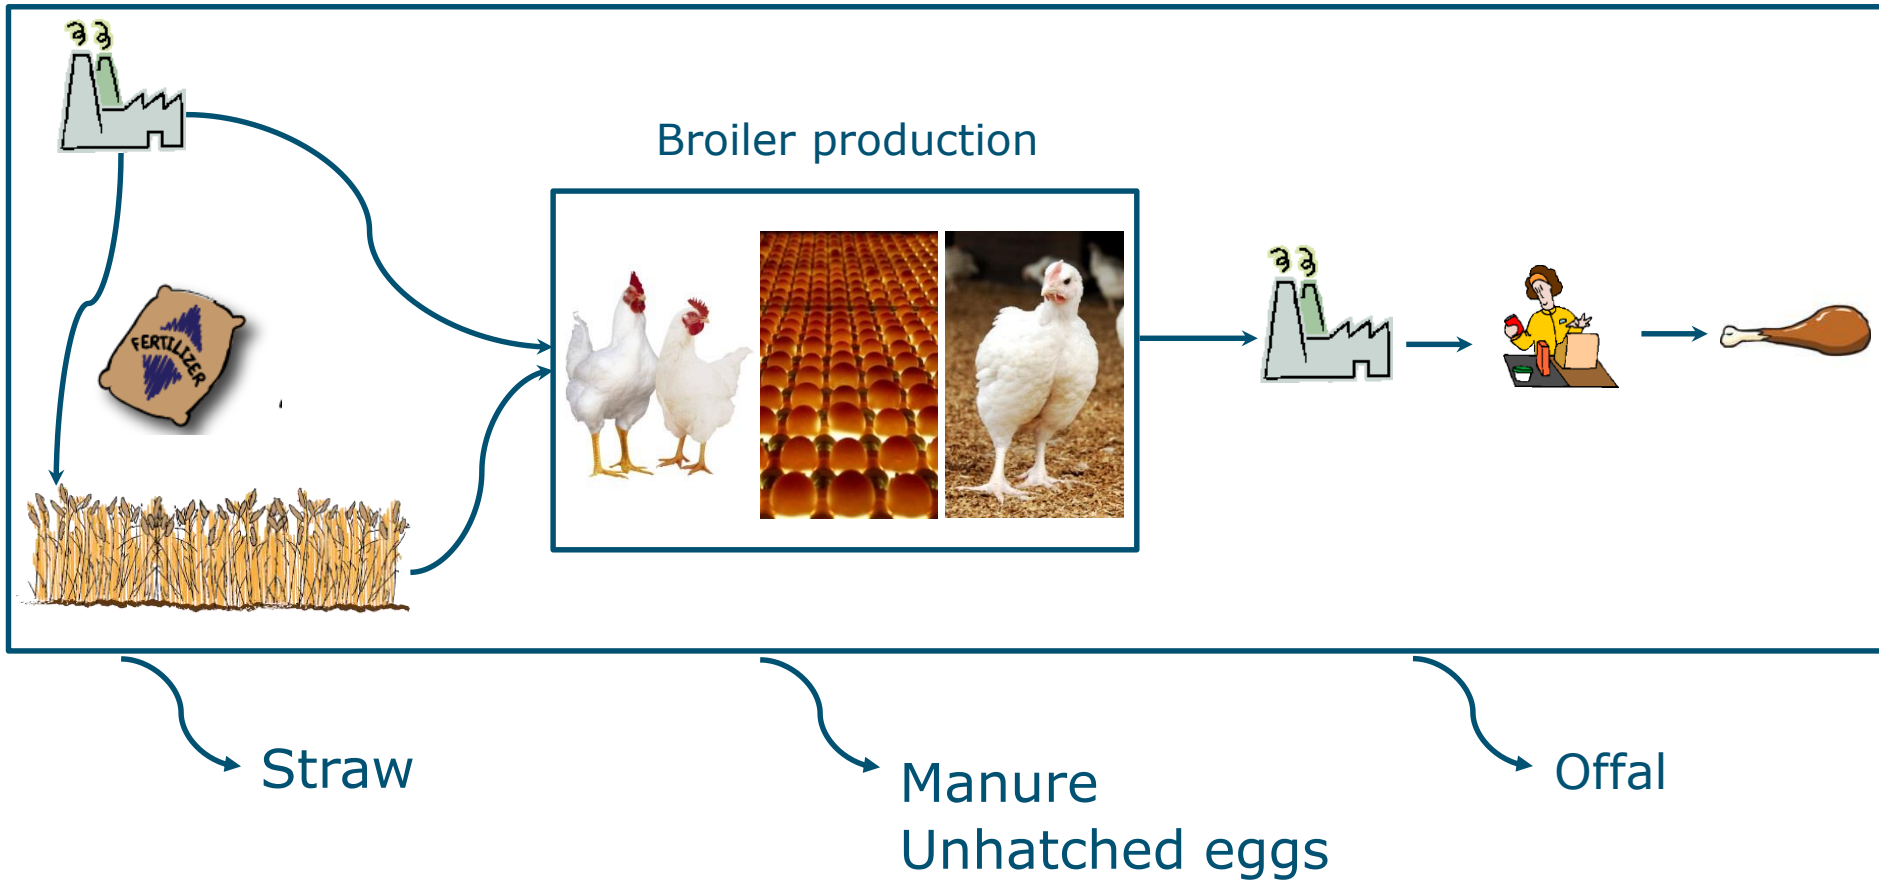 Broiler production
FERTILIZER
Straw
Manure
Unhatched eggs
Offal